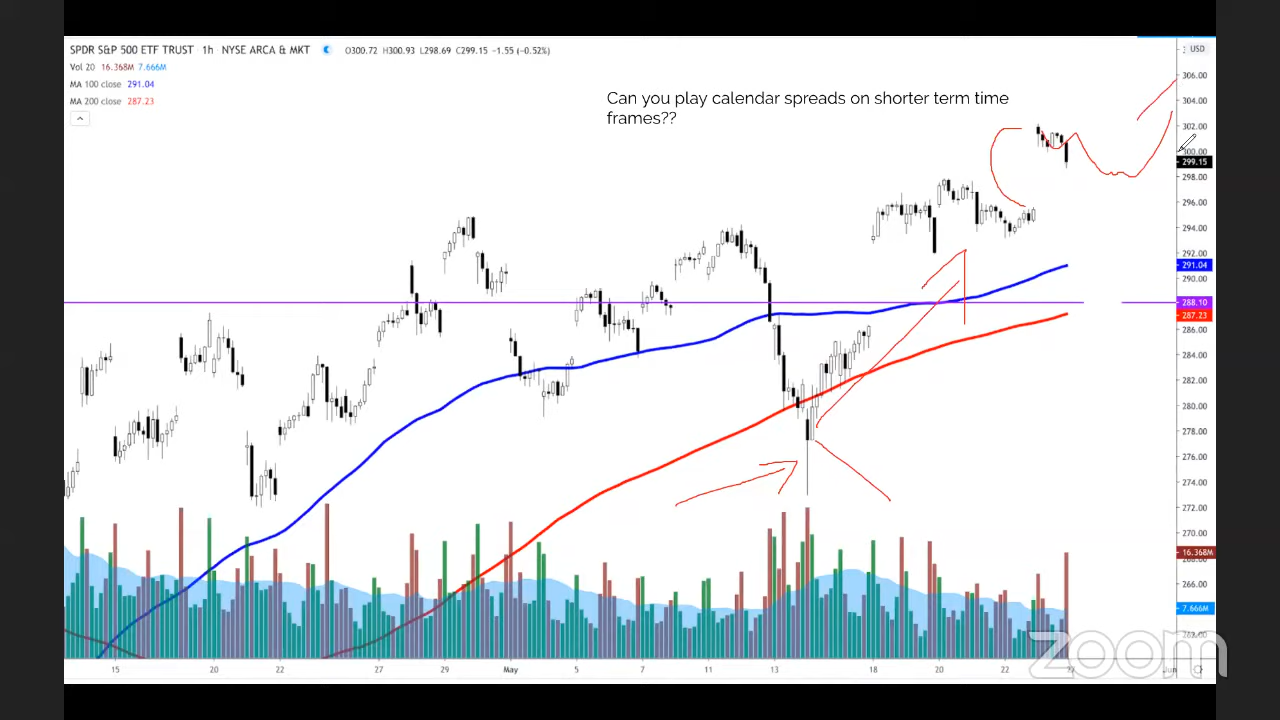 SPDR S&P 500 ETF TRUST · 1h · NYSE ARCA & MKT O300.72 H300.93 L298.69 C299.15 −1.55 (−0.52%)
Vol 20 16.368M 7.666M
MA 100 close 291.04
MA 200 close 287.23
Can you play calendar spreads on shorter term time
frames??
USD
306.00
304.00
302.00
300.00
299.15
298.00
296.00
294.00
292.00
291.04
290.00
288.10
287.23
286.00
284.00
282.00
280.00
278.00
276.00
274.00
272.00
270.00
16.368M
266.00
7.666M
zoom
15 20 22 27 29 May 5 7 11 13 18 20 22 27 Jun